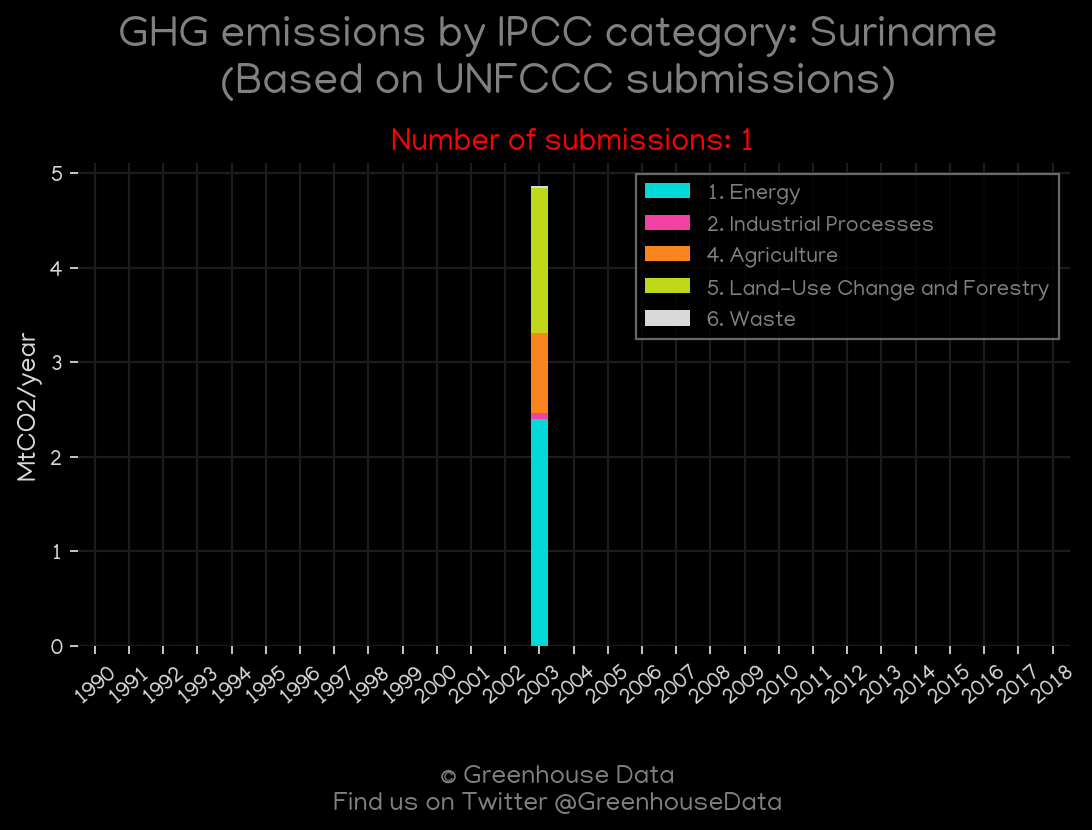 GHG emissions by IPCC category: Suriname
(Based on UNFCCC submissions)
Number of submissions: 1
1. Energy
2. Industrial Processes
4. Agriculture
5. Land-Use Change and Forestry
6. Waste
MtCO2/year
5
4
3
2
1
0
1990 1991 1992 1993 1994 1995 1996 1997 1998 1999 2000 2001 2002 2003 2004 2005 2006 2007 2008 2009 2010 2011 2012 2013 2014 2015 2016 2017 2018
© Greenhouse Data
Find us on Twitter @GreenhouseData